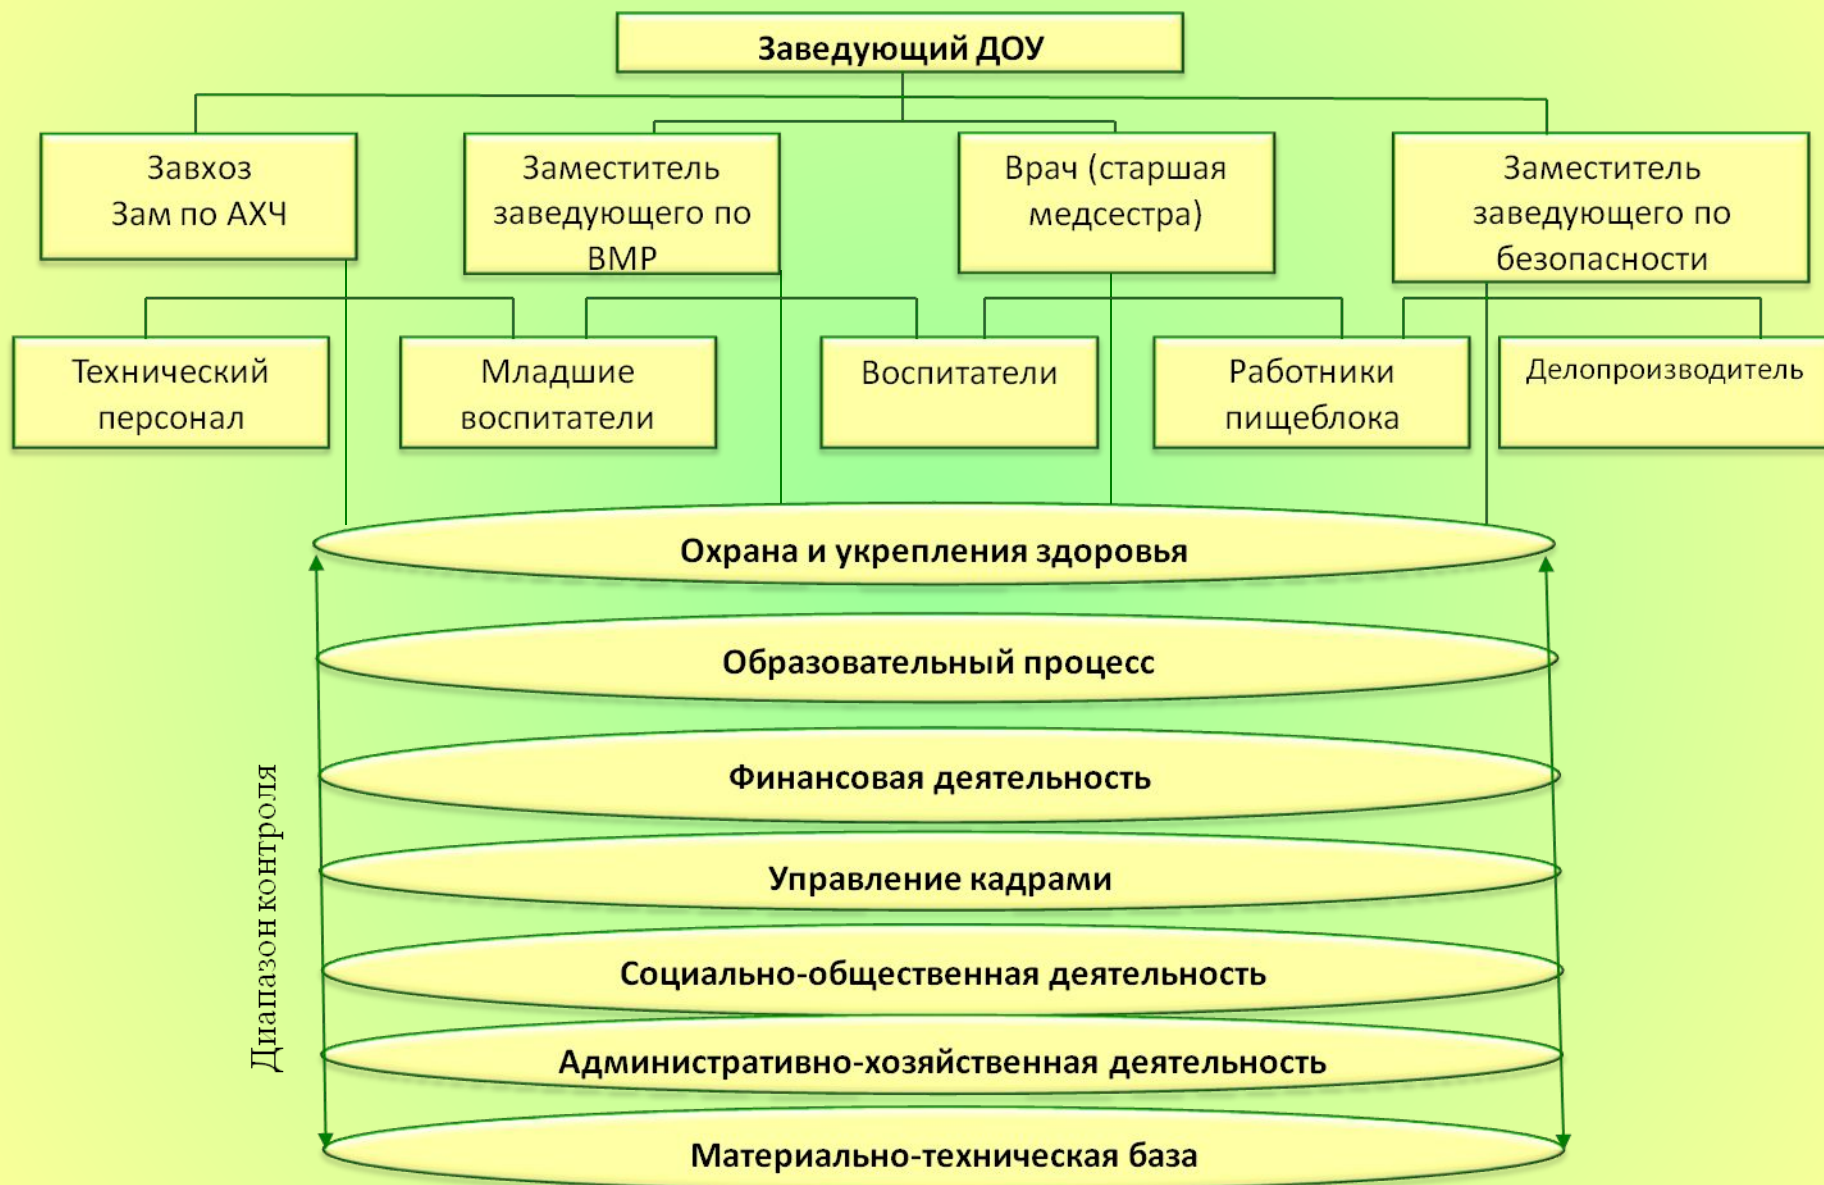 Заведующий ДОУ
Завхоз
Зам по АХЧ
Заместитель
заведующего по
ВМР
Врач (старшая
медсестра)
Заместитель
заведующего по
безопасности
Технический
персонал
Младшие
воспитатели
Воспитатели
Работники
пищеблока
Делопроизводитель
Диапазон контроля
Охрана и укрепления здоровья
Образовательный процесс
Финансовая деятельность
Управление кадрами
Социально-общественная деятельность
Административно-хозяйственная деятельность
Материально-техническая база